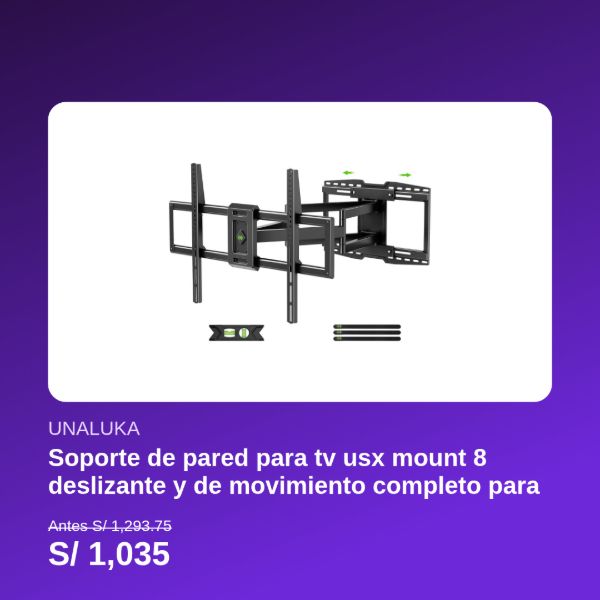 UNALUKA
Soporte de pared para tv usx mount 8
deslizante y de movimiento completo para
Antes S/ 1,293.75
S/ 1,035